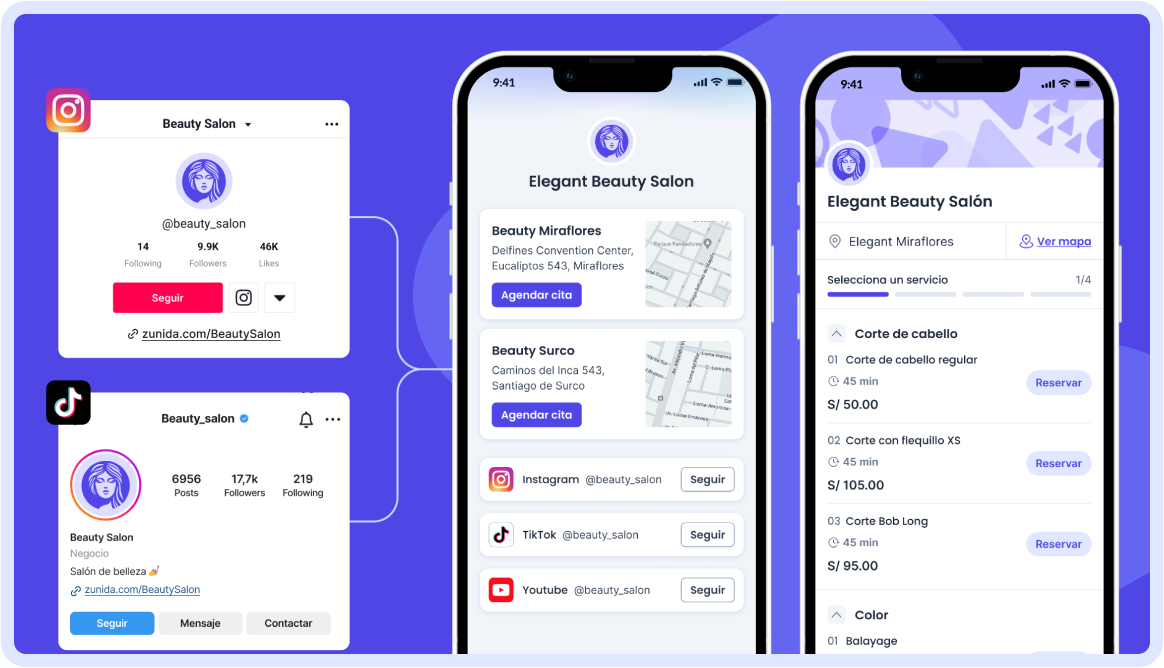 Beauty Salon
@beauty_salon
14 9.9K 46K
Following Followers Likes
Seguir
zunida.com/BeautySalon
Beauty_salon
6956 17,7k 219
Posts Followers Following
Beauty Salon
Negocio
Salón de belleza 💅
zunida.com/BeautySalon
Seguir Mensaje Contactar
9:41
Elegant Beauty Salon
Beauty Miraflores
Delfines Convention Center,
Eucaliptos 543, Miraflores
Agendar cita
Parque Fundadores
Beauty Surco
Caminos del Inca 543,
Santiago de Surco
Agendar cita
Instagram @beauty_salon Seguir
TikTok @beauty_salon Seguir
Youtube @beauty_salon Seguir
9:41
Elegant Beauty Salón
Elegant Miraflores Ver mapa
Selecciona un servicio 1/4
Corte de cabello
01 Corte de cabello regular
45 min
Reservar
S/ 50.00
02 Corte con flequillo XS
45 min
Reservar
S/ 105.00
03 Corte Bob Long
45 min
Reservar
S/ 95.00
Color
01 Balayage